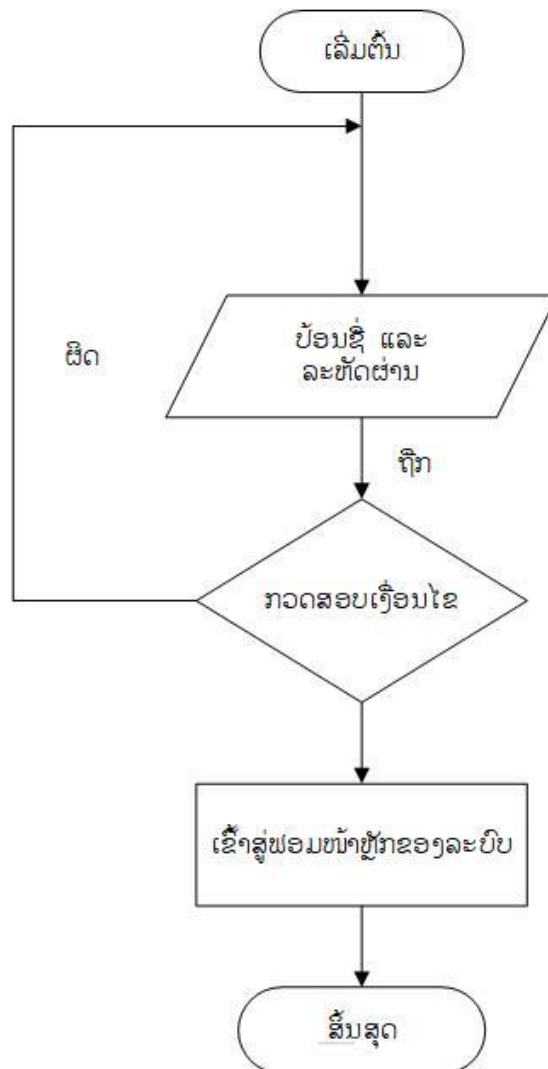 ເລີ່ມຕົ້ນ
ປ້ອນຊື່ ແລະ
ລະຫັດຜ່ານ
ຜິດ
ຖືກ
ກວດສອບເງື່ອນໄຂ
ເຂົ້າສູ່ຟອມໜ້າຫຼັກຂອງລະບົບ
ສິ້ນສຸດ